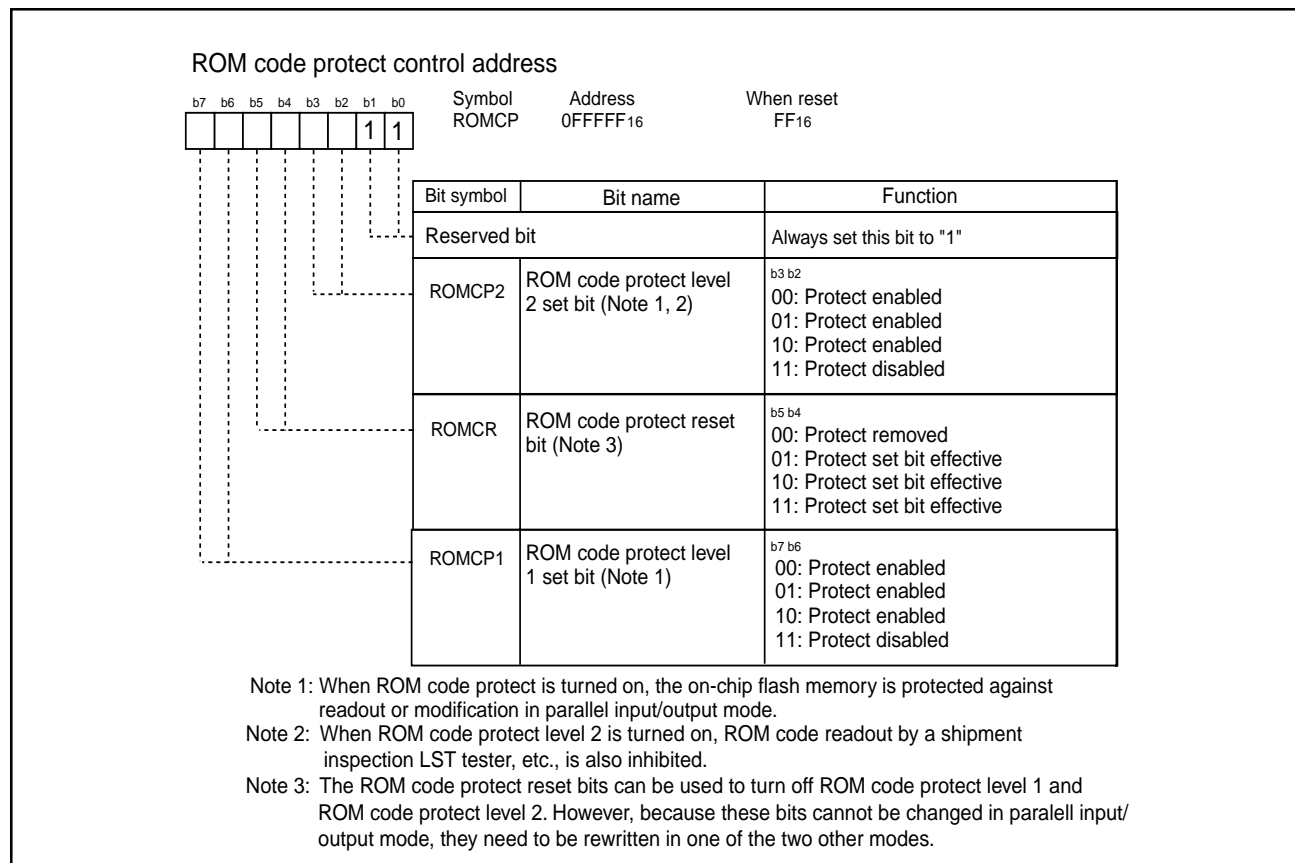 ROM code protect control address
b7 b6 b5 b4 b3 b2 b1 b0
Symbol Address When reset
ROMCP 0FFFFF16 FF16
1 1
Bit symbol Bit name Function
Reserved bit Always set this bit to "1"
ROMCP2 ROM code protect level
2 set bit (Note 1, 2)
b3 b2
00: Protect enabled
01: Protect enabled
10: Protect enabled
11: Protect disabled
ROMCR ROM code protect reset
bit (Note 3)
b5 b4
00: Protect removed
01: Protect set bit effective
10: Protect set bit effective
11: Protect set bit effective
ROMCP1 ROM code protect level
1 set bit (Note 1)
b7 b6
00: Protect enabled
01: Protect enabled
10: Protect enabled
11: Protect disabled
Note 1: When ROM code protect is turned on, the on-chip flash memory is protected against
readout or modification in parallel input/output mode.
Note 2: When ROM code protect level 2 is turned on, ROM code readout by a shipment
inspection LST tester, etc., is also inhibited.
Note 3: The ROM code protect reset bits can be used to turn off ROM code protect level 1 and
ROM code protect level 2. However, because these bits cannot be changed in paralell input/
output mode, they need to be rewritten in one of the two other modes.